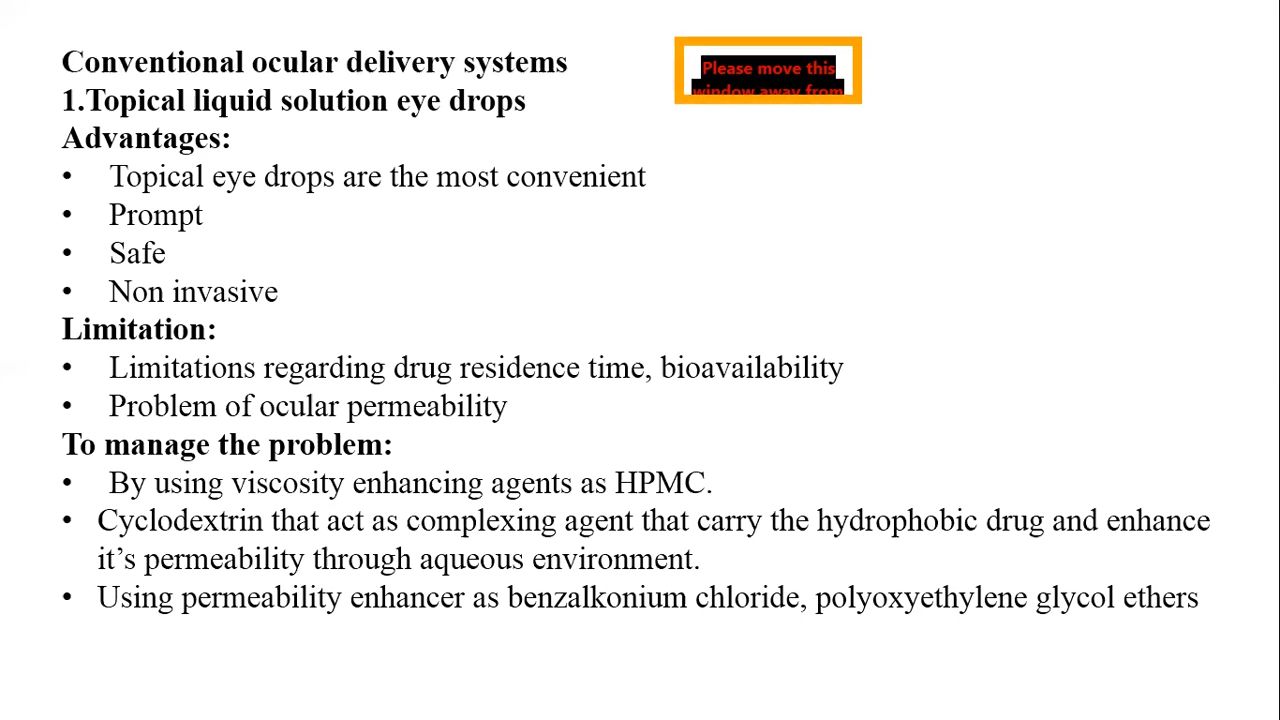 Conventional ocular delivery systems
1.Topical liquid solution eye drops
Advantages:
• Topical eye drops are the most convenient
• Prompt
• Safe
• Non invasive
Limitation:
• Limitations regarding drug residence time, bioavailability
• Problem of ocular permeability
To manage the problem:
• By using viscosity enhancing agents as HPMC.
• Cyclodextrin that act as complexing agent that carry the hydrophobic drug and enhance
it’s permeability through aqueous environment.
• Using permeability enhancer as benzalkonium chloride, polyoxyethylene glycol ethers
Please move this
window away from